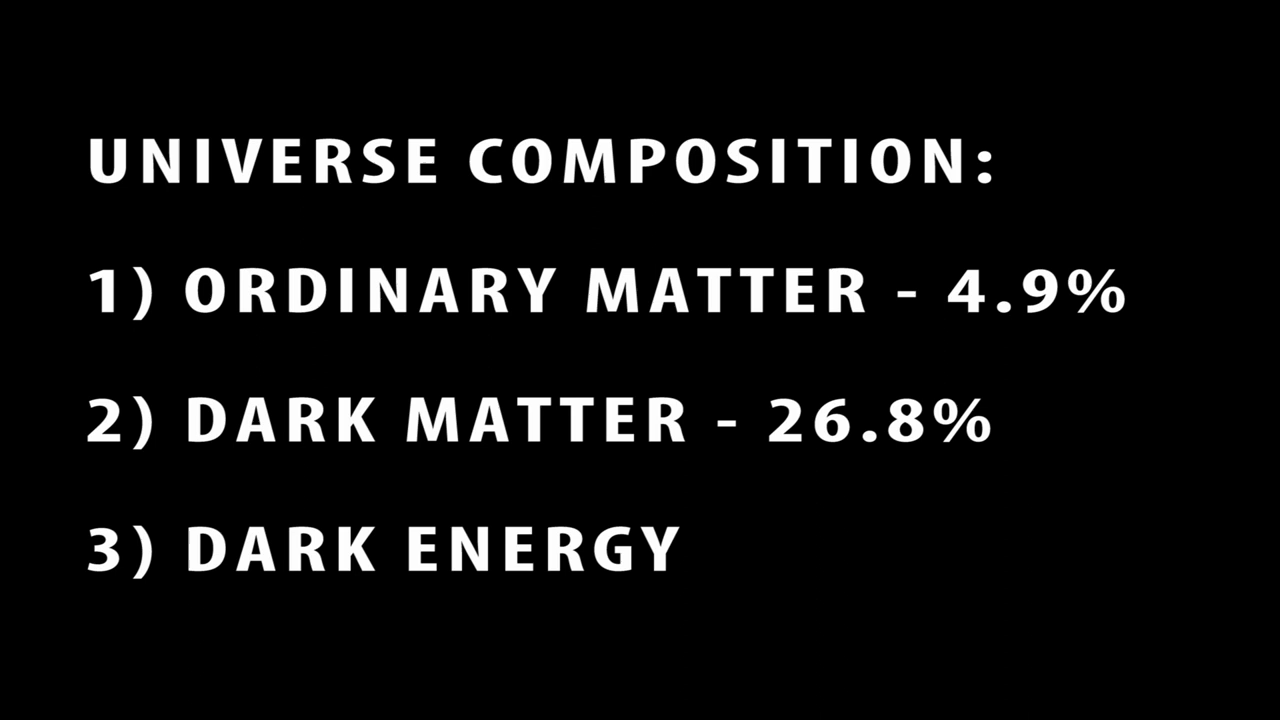 UNIVERSE COMPOSITION:
1) ORDINARY MATTER - 4.9%
2) DARK MATTER - 26.8%
3) DARK ENERGY